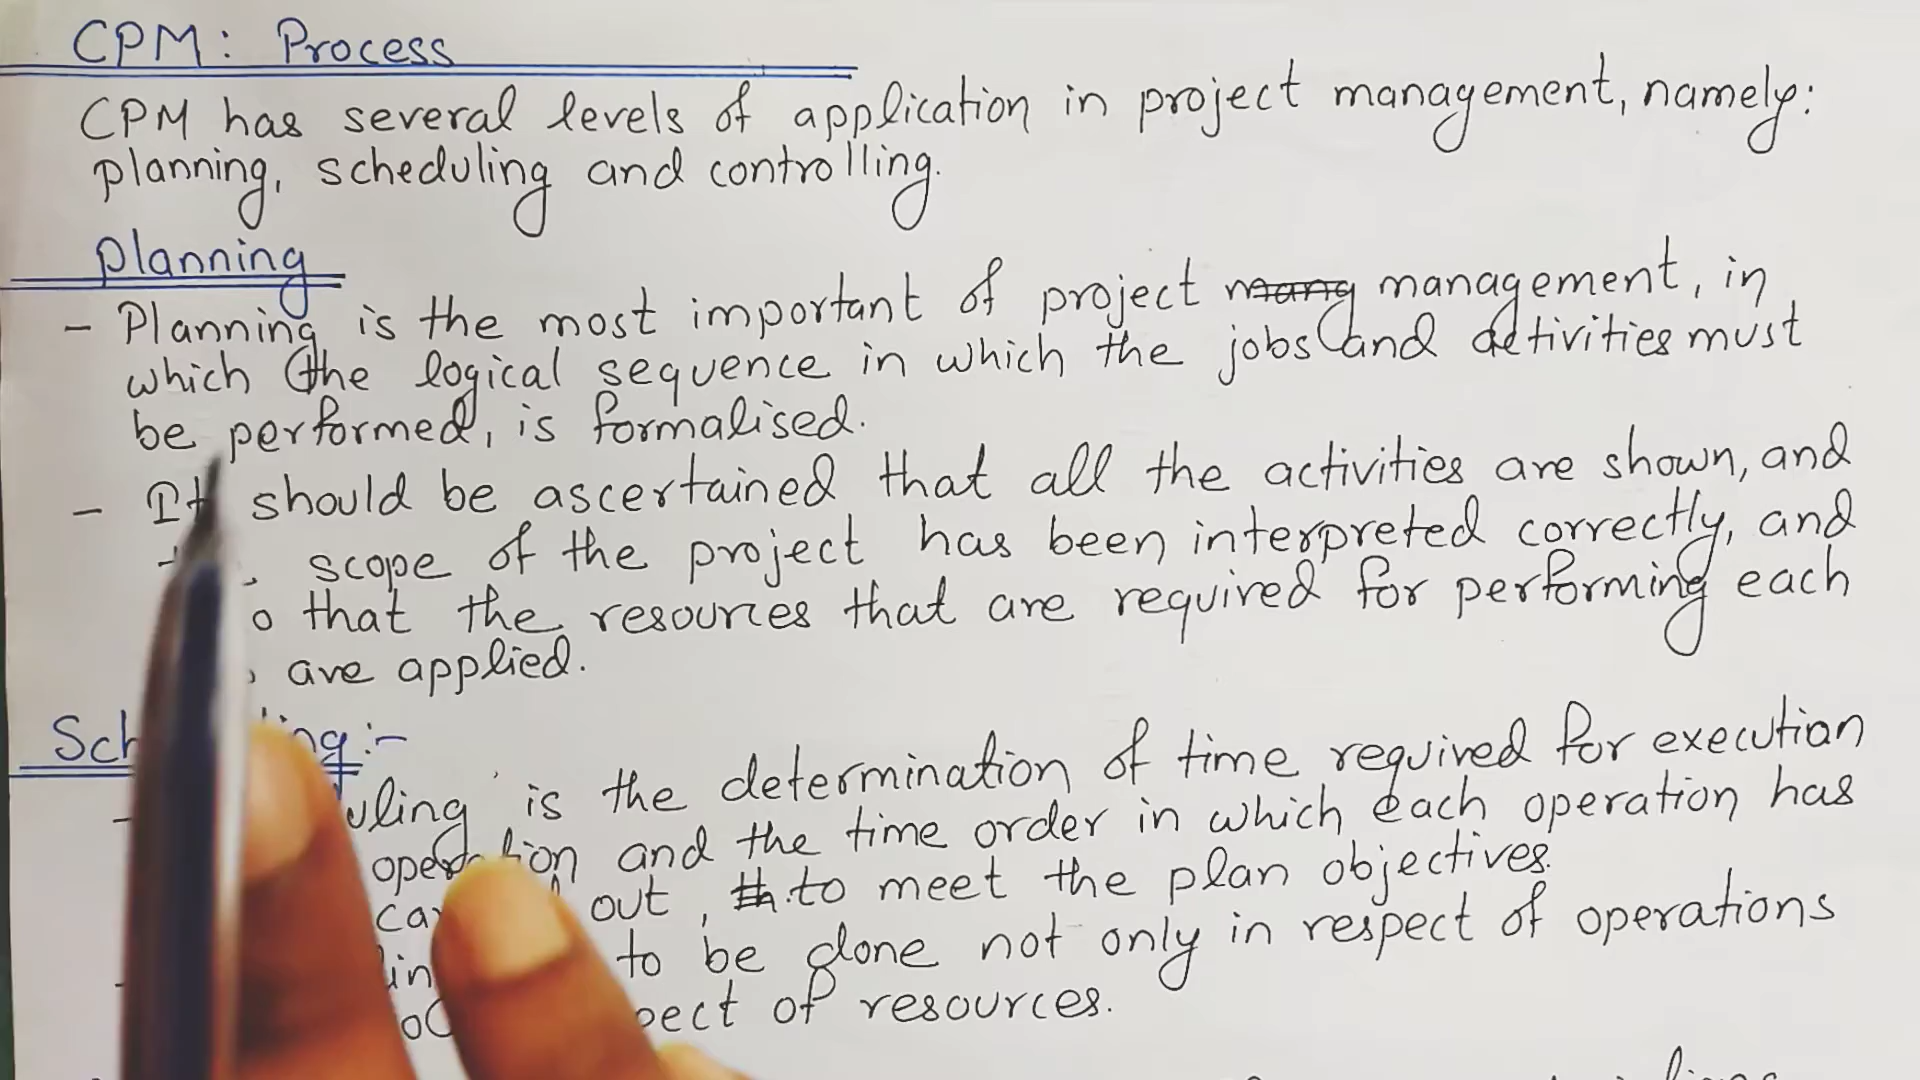 CPM: Process
CPM has several levels of application in project management, namely:
planning, scheduling and controlling.
Planning
- Planning is the most important of project mang management, in
which the logical sequence in which the jobs and activities must
be performed, is formalised.
- It should be ascertained that all the activities are shown, and
scope of the project has been interpreted correctly, and
that the resources that are required for performing each
are applied.
:-
is the determination of time required for execution
operation and the time order in which each operation has
out, to meet the plan objectives.
to be done not only in respect of operations
of resources.